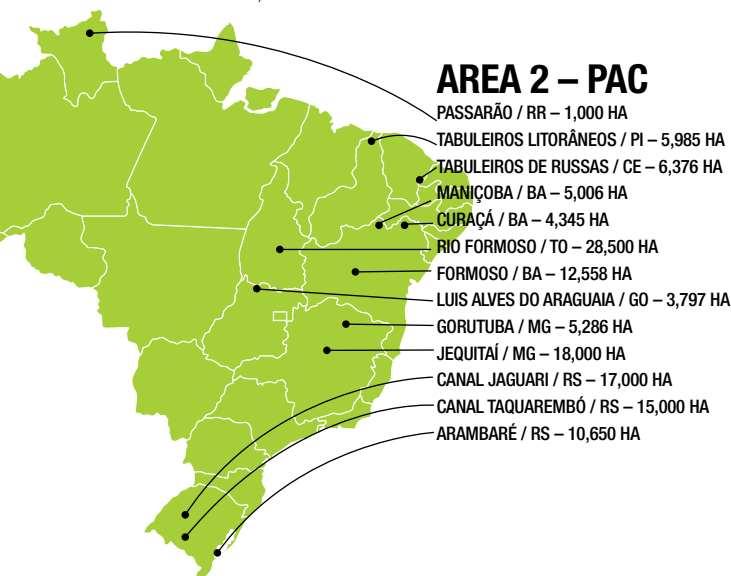 AREA 2 – PAC
PASSARÃO / RR – 1,000 HA
TABULEIROS LITORÂNEOS / PI – 5,985 HA
TABULEIROS DE RUSSAS / CE – 6,376 HA
MANIÇOBA / BA – 5,006 HA
CURAÇÁ / BA – 4,345 HA
RIO FORMOSO / TO – 28,500 HA
FORMOSO / BA – 12,558 HA
LUIS ALVES DO ARAGUAIA / GO – 3,797 HA
GORUTUBA / MG – 5,286 HA
JEQUITAÍ / MG – 18,000 HA
CANAL JAGUARI / RS – 17,000 HA
CANAL TAQUAREMBÓ / RS – 15,000 HA
ARAMBARÉ / RS – 10,650 HA